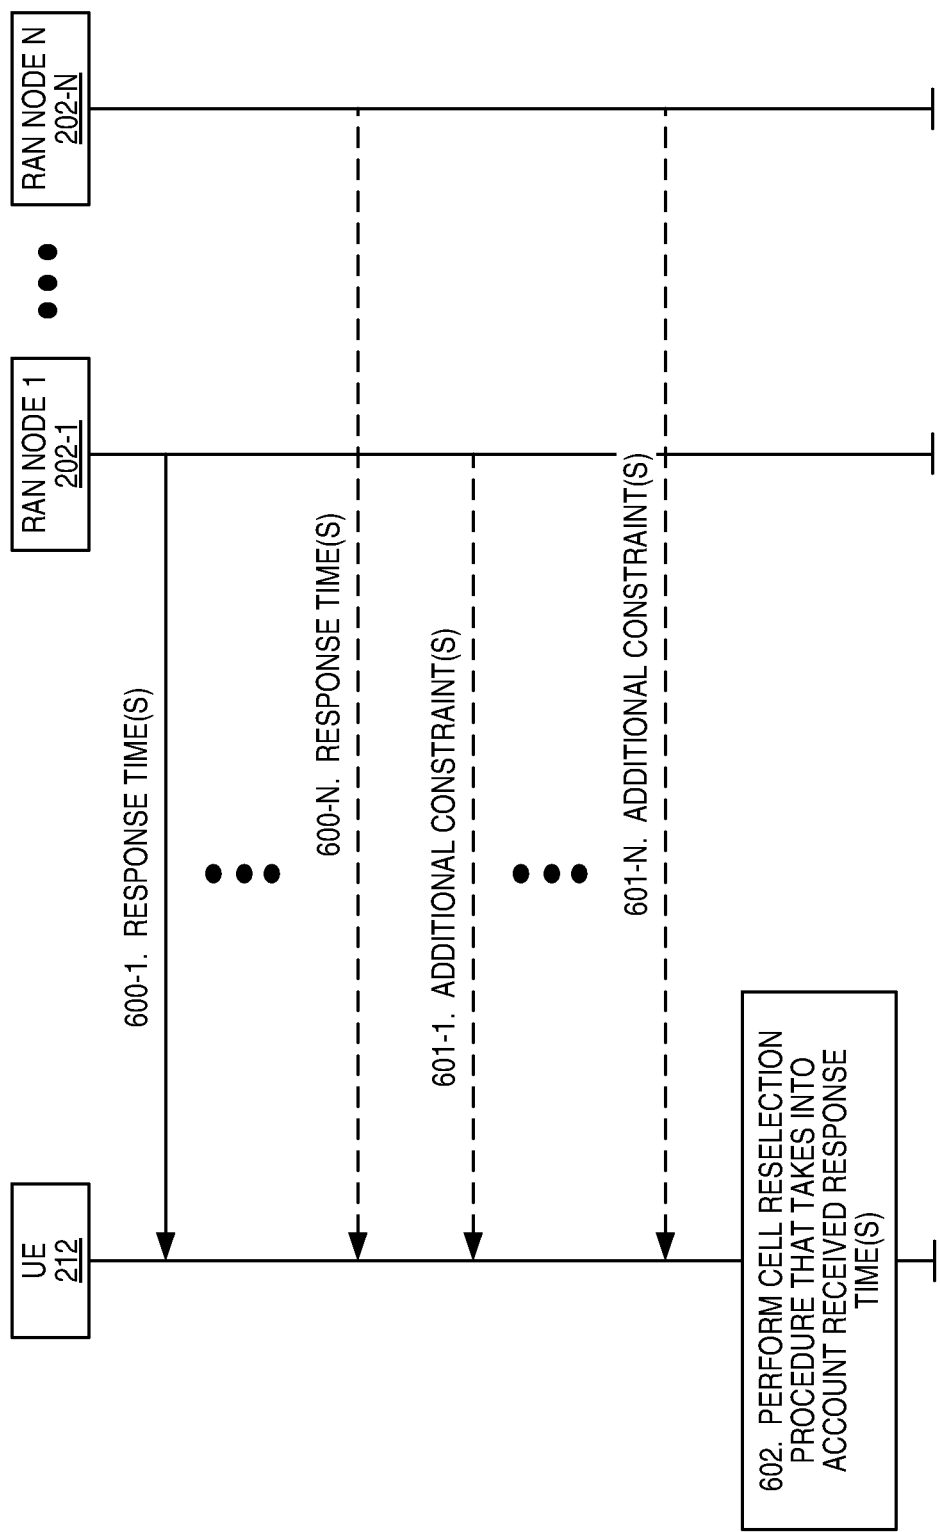 UE
212
RAN NODE 1
202-1
RAN NODE N
202-N
600-1. RESPONSE TIME(S)
600-N. RESPONSE TIME(S)
601-1. ADDITIONAL CONSTRAINT(S)
601-N. ADDITIONAL CONSTRAINT(S)
602. PERFORM CELL RESELECTION
PROCEDURE THAT TAKES INTO
ACCOUNT RECEIVED RESPONSE
TIME(S)